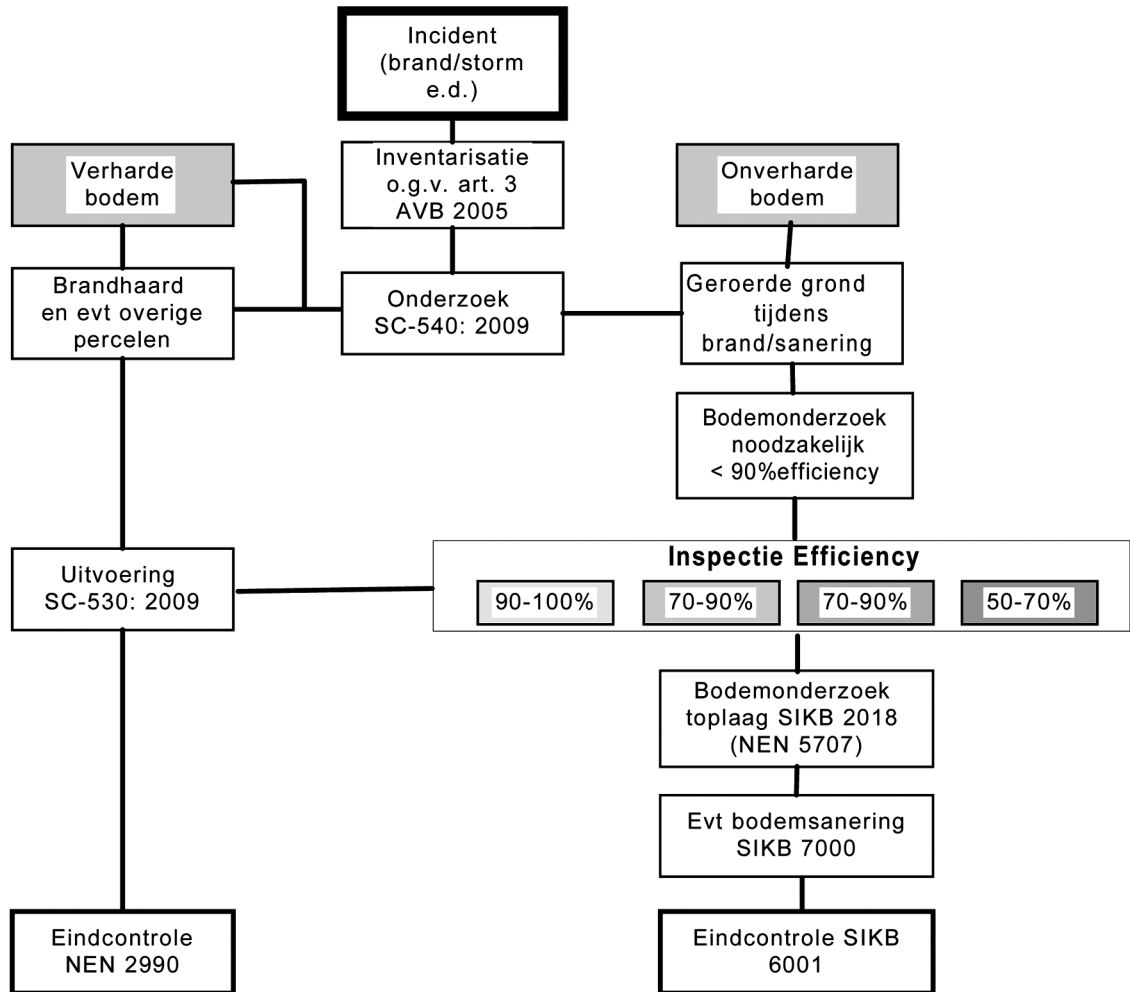 Incident
(brand/storm
e.d.)
Verharde
bodem
Inventarisatie
o.g.v. art. 3
AVB 2005
Onverharde
bodem
Brandhaard
en evt overige
percelen
Onderzoek
SC-540: 2009
Geroerde grond
tijdens
brand/sanering
Bodemonderzoek
noodzakelijk
< 90%efficiency
Uitvoering
SC-530: 2009
Inspectie Efficiency
90-100%
70-90%
70-90%
50-70%
Bodemonderzoek
toplaag SIKB 2018
(NEN 5707)
Evt bodemsanering
SIKB 7000
Eindcontrole
NEN 2990
Eindcontrole SIKB
6001